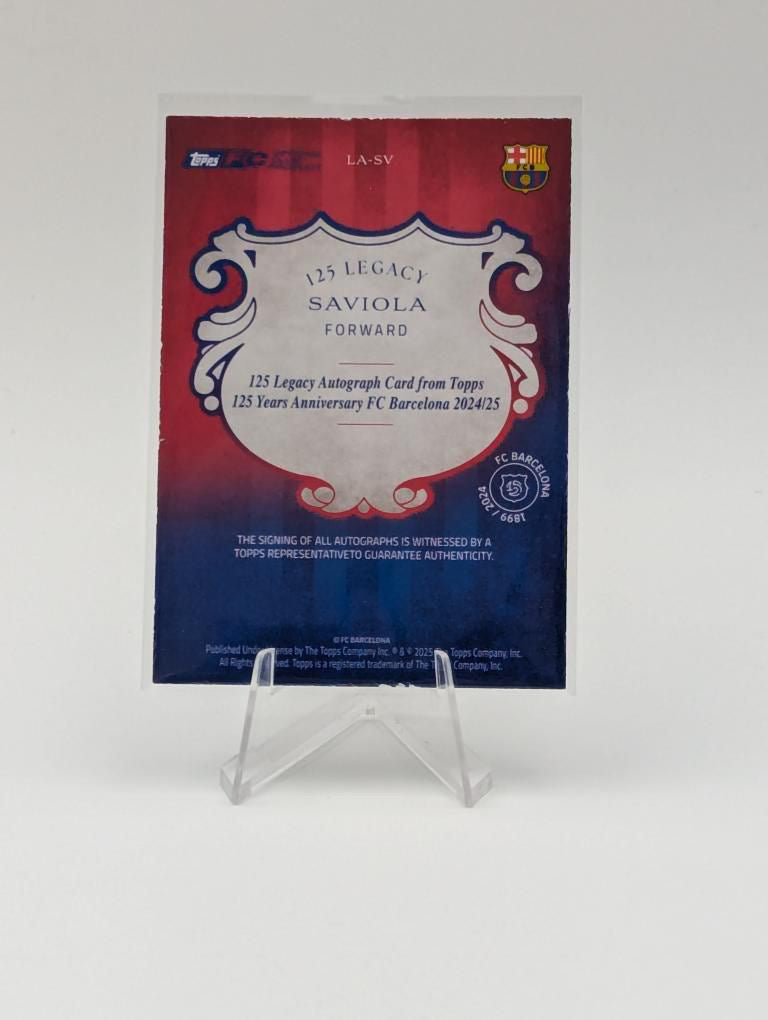 topps
LA-SV
FCB
125 LEGACY
SAVIOLA
FORWARD
125 Legacy Autograph Card from Topps
125 Years Anniversary FC Barcelona 2024/25
FC BARCELONA
1899 / 2024
125
THE SIGNING OF ALL AUTOGRAPHS IS WITNESSED BY A
TOPPS REPRESENTATIVETO GUARANTEE AUTHENTICITY.
© FC BARCELONA
Published Under License by The Topps Company Inc. ® & © 2025 The Topps Company, Inc.
All Rights Reserved. Topps is a registered trademark of The Topps Company, Inc.